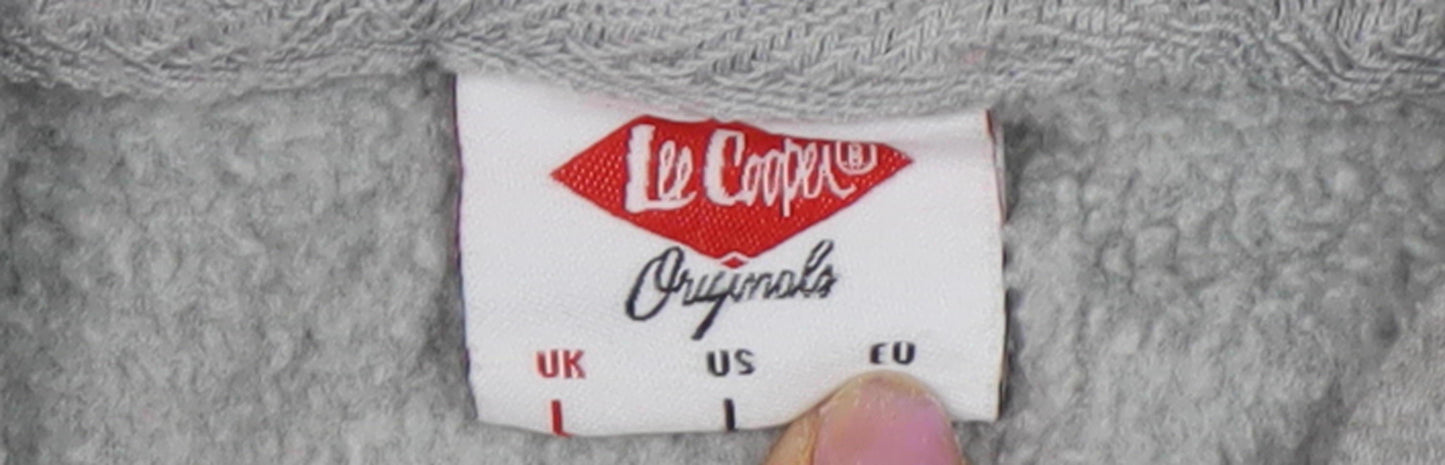 Lee Cooper®
Originals
UK US EU
L L